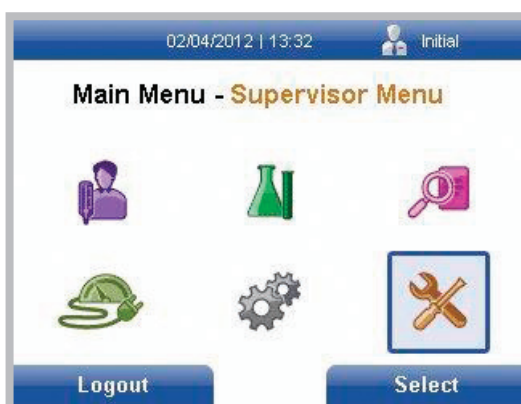 02/04/2012 | 13:32 Initial
Main Menu - Supervisor Menu
Logout Select